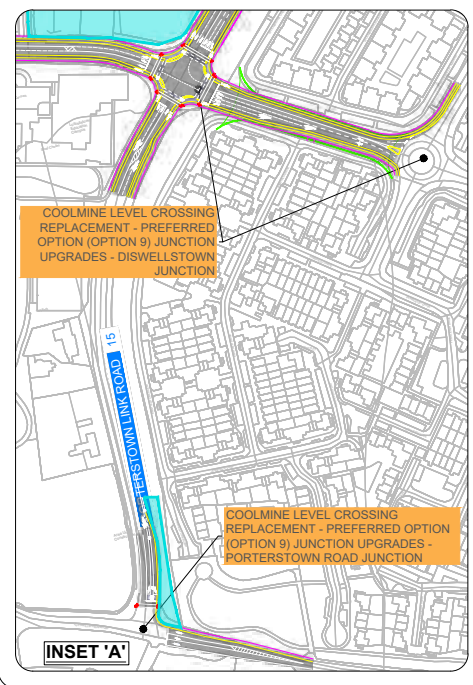 COOLMINE LEVEL CROSSING
REPLACEMENT - PREFERRED
OPTION (OPTION 9) JUNCTION
UPGRADES - DISWELLSTOWN
JUNCTION
TERSTOWN LINK ROAD 15
COOLMINE LEVEL CROSSING
REPLACEMENT - PREFERRED OPTION
(OPTION 9) JUNCTION UPGRADES -
PORTERSTOWN ROAD JUNCTION
INSET 'A'